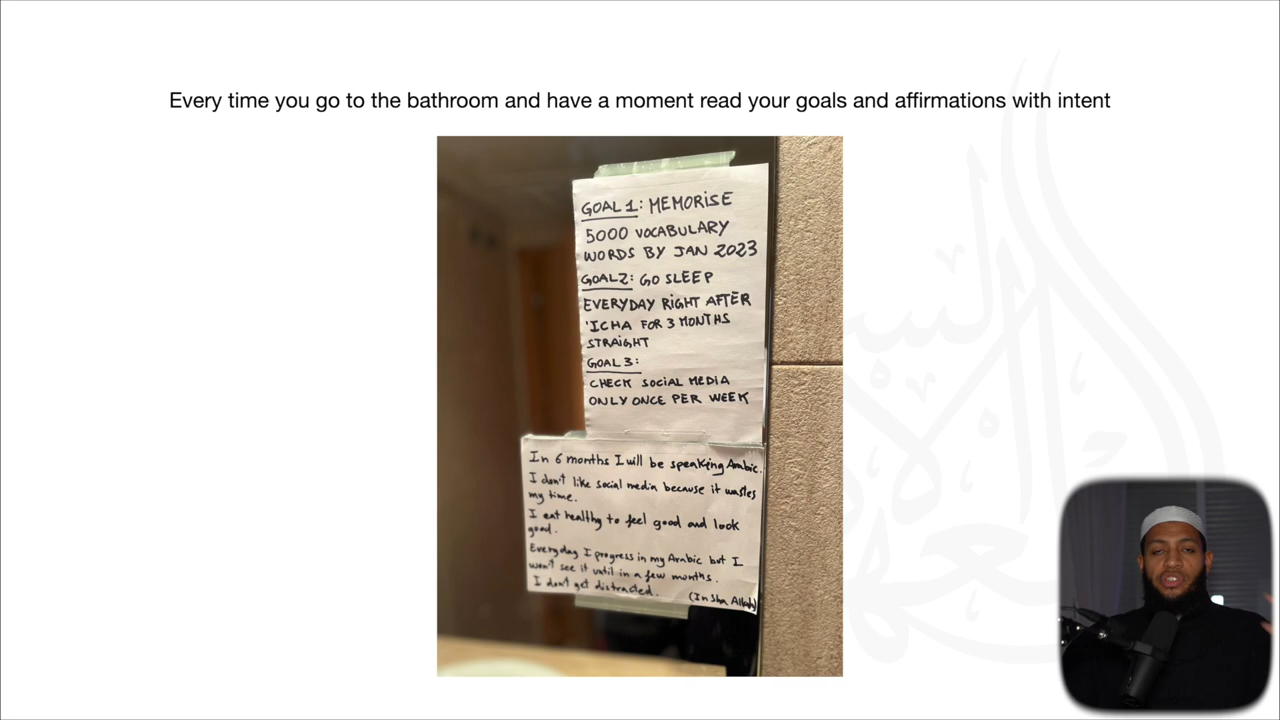 Every time you go to the bathroom and have a moment read your goals and affirmations with intent
GOAL 1: MEMORISE
5000 VOCABULARY
WORDS BY JAN 2023
GOAL2: GO SLEEP
EVERYDAY RIGHT AFTER
'ICHA FOR 3 MONTHS
STRAIGHT
GOAL 3:
CHECK SOCIAL MEDIA
ONLY ONCE PER WEEK
In 6 months I will be speaking Arabic.
I don't like social media because it wastes
my time.
I eat healthy to feel good and look
good.
Everyday I progress in my Arabic but I
won't see it until in a few months.
I don't get distracted. (In Sha Allah)